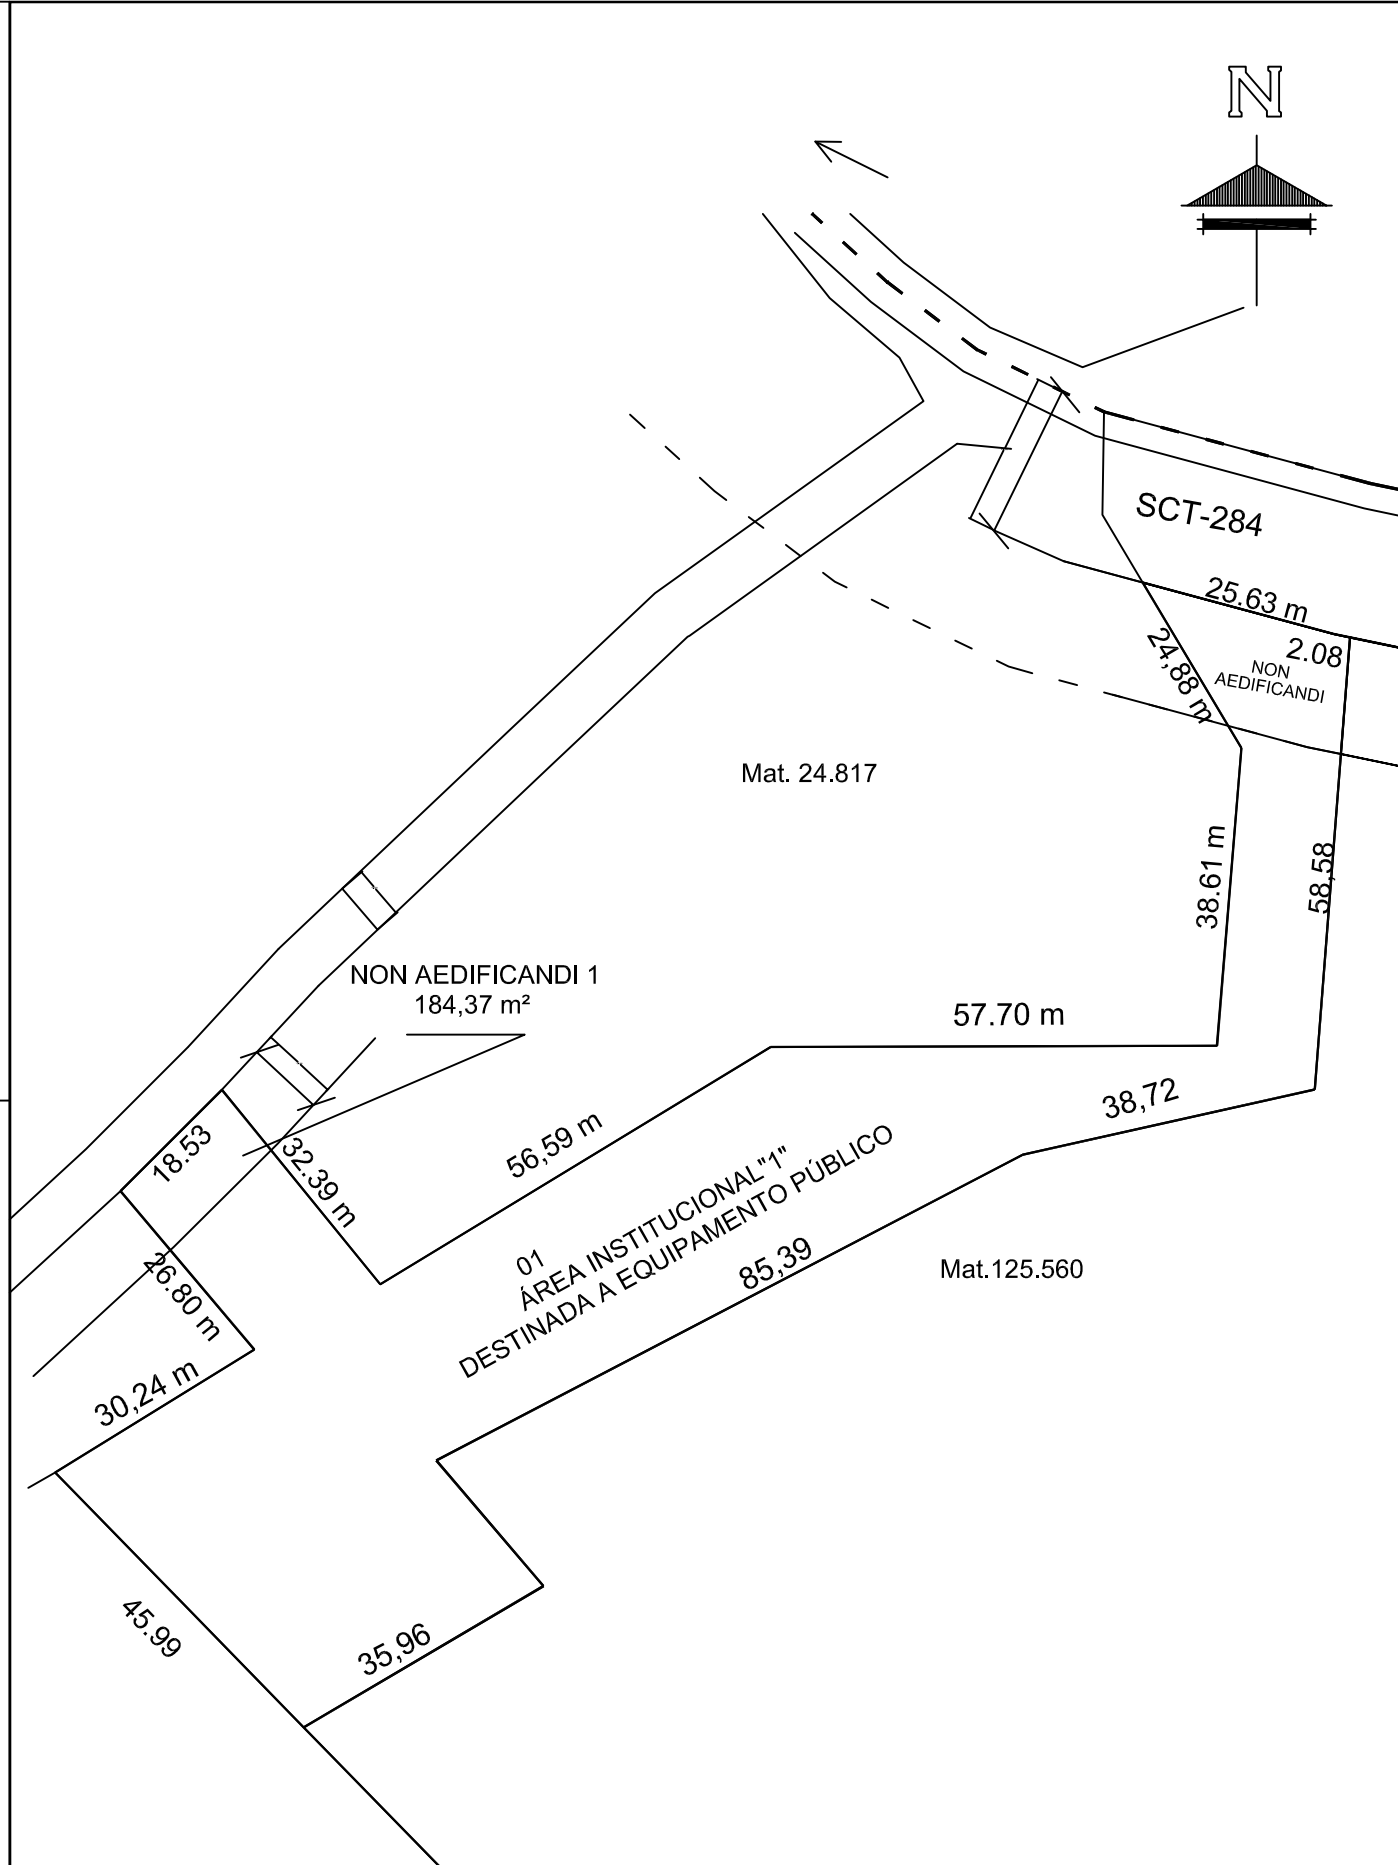 N
SCT-284
25.63 m
2.08
NON
AEDIFICANDI
24,88 m
Mat. 24.817
38.61 m
58,58
NON AEDIFICANDI 1
184,37 m²
57.70 m
38,72
18.53
32.39 m
56,59 m
01
ÁREA INSTITUCIONAL"1"
DESTINADA A EQUIPAMENTO PÚBLICO
85,39
Mat.125.560
26.80 m
30,24 m
45.99
35,96